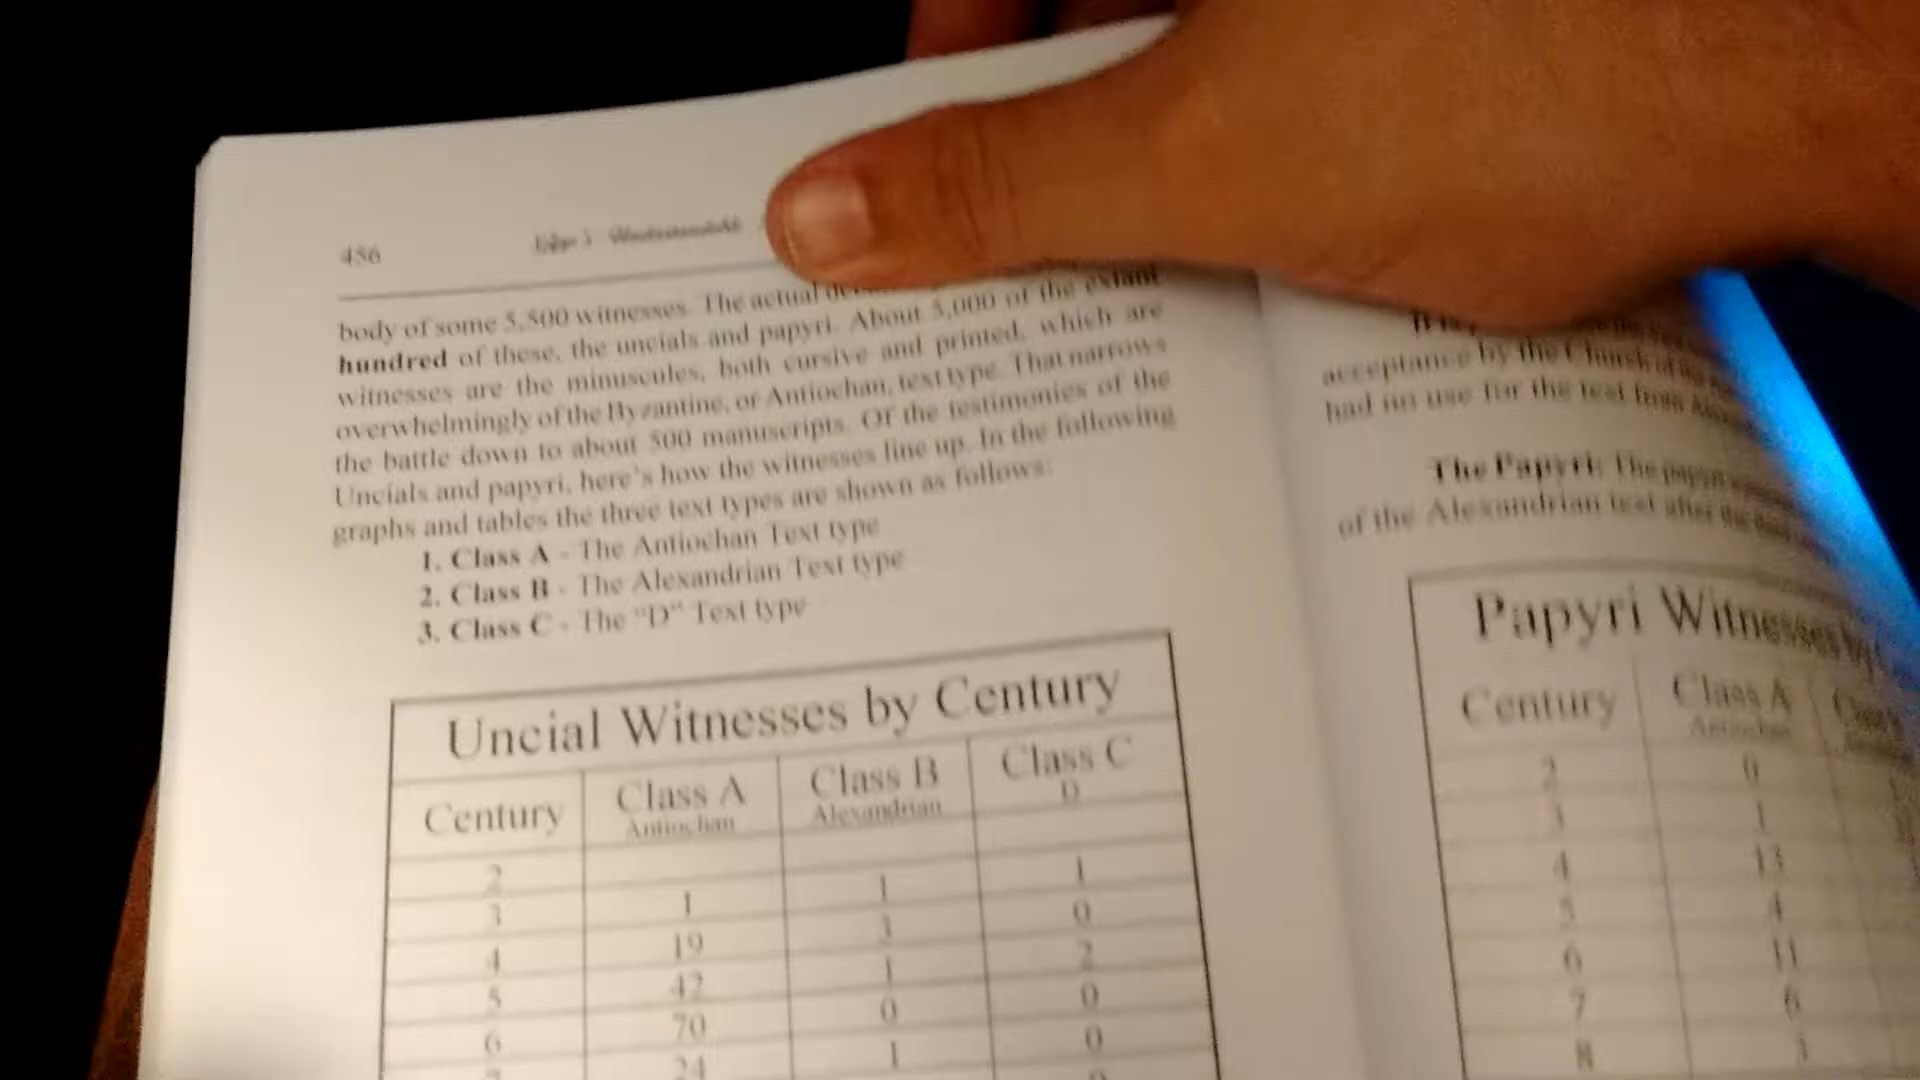 456
body of some 5,500 witnesses. The actual
hundred of these, the uncials and papyri. About 5,000 of the extant
witnesses are the minuscules, both cursive and printed, which are
overwhelmingly of the Byzantine, or Antiochan, text type. That narrows
the battle down to about 500 manuscripts. Of the testimonies of the
Uncials and papyri, here's how the witnesses line up. In the following
graphs and tables the three text types are shown as follows:
1. Class A - The Antiochan Text type
2. Class B - The Alexandrian Text type
3. Class C - The "D" Text type
Uncial Witnesses by Century
Century Class A Class B Class C
Antiochan Alexandrian D
2 1 1
3 1 3 0
4 19 1 2
5 42 0 0
6 70 1 0
24
acceptance by the Church of
had no use for the text from
The Papyri: The papyri
of the Alexandrian text after the
Papyri Witnesses by
Century Class A
2 0
3 1
4 13
5 4
6 11
7 6
8 3